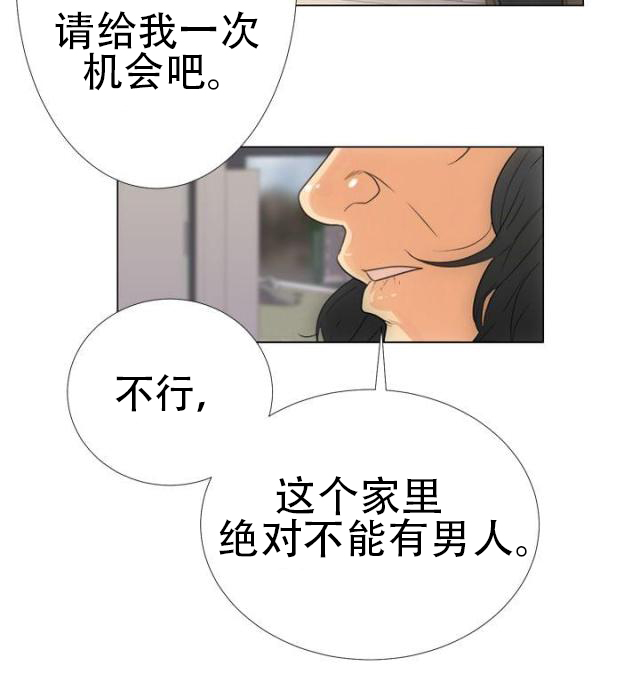 请给我一次
机会吧。
不行,
这个家里
绝对不能有男人。